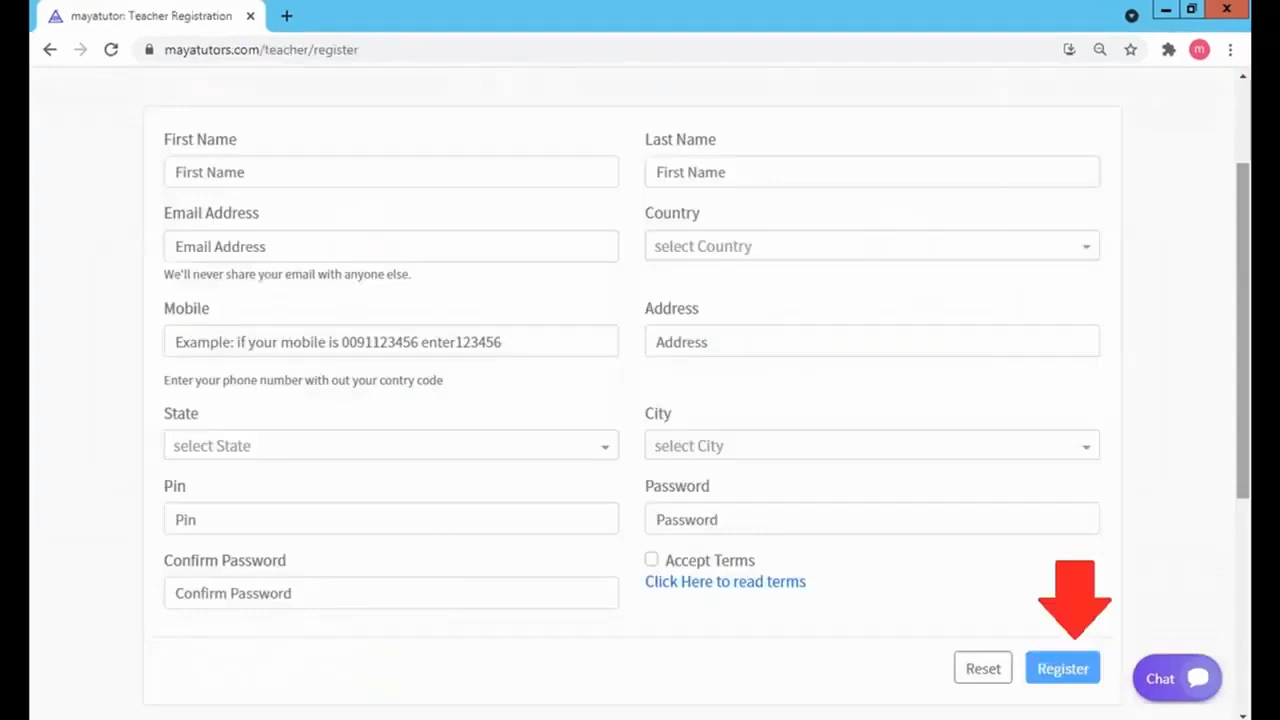 mayatutor: Teacher Registration
mayatutors.com/teacher/register
m
First Name
Last Name
First Name
First Name
Email Address
Country
Email Address
select Country
We'll never share your email with anyone else.
Mobile
Address
Example: if your mobile is 0091123456 enter123456
Address
Enter your phone number with out your contry code
State
City
select State
select City
Pin
Password
Pin
Password
Confirm Password
Accept Terms
Click Here to read terms
Confirm Password
Reset
Register
Chat